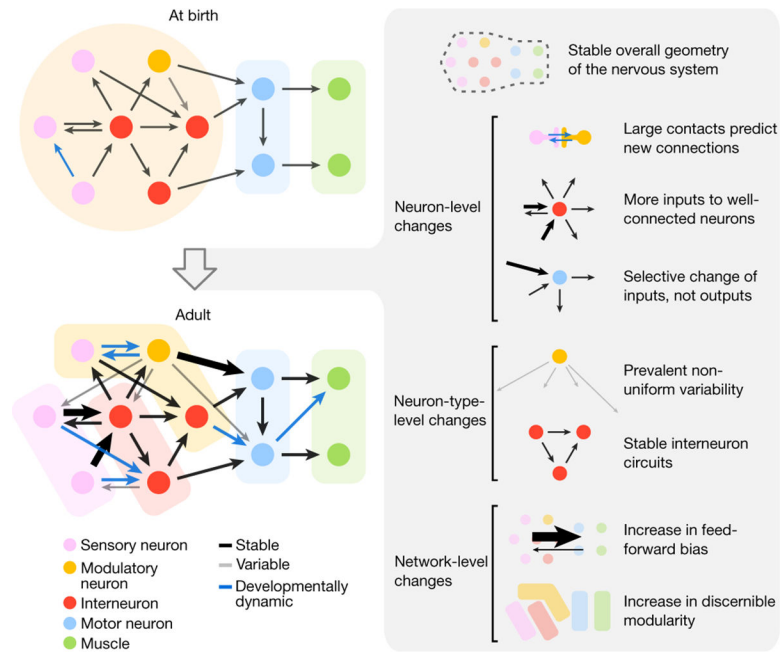 At birth
Adult
Sensory neuron
Modulatory
neuron
Interneuron
Motor neuron
Muscle
Stable
Variable
Developmentally
dynamic
Stable overall geometry
of the nervous system
Neuron-level
changes
Large contacts predict
new connections
More inputs to well-
connected neurons
Selective change of
inputs, not outputs
Neuron-type-
level changes
Prevalent non-
uniform variability
Stable interneuron
circuits
Network-level
changes
Increase in feed-
forward bias
Increase in discernible
modularity